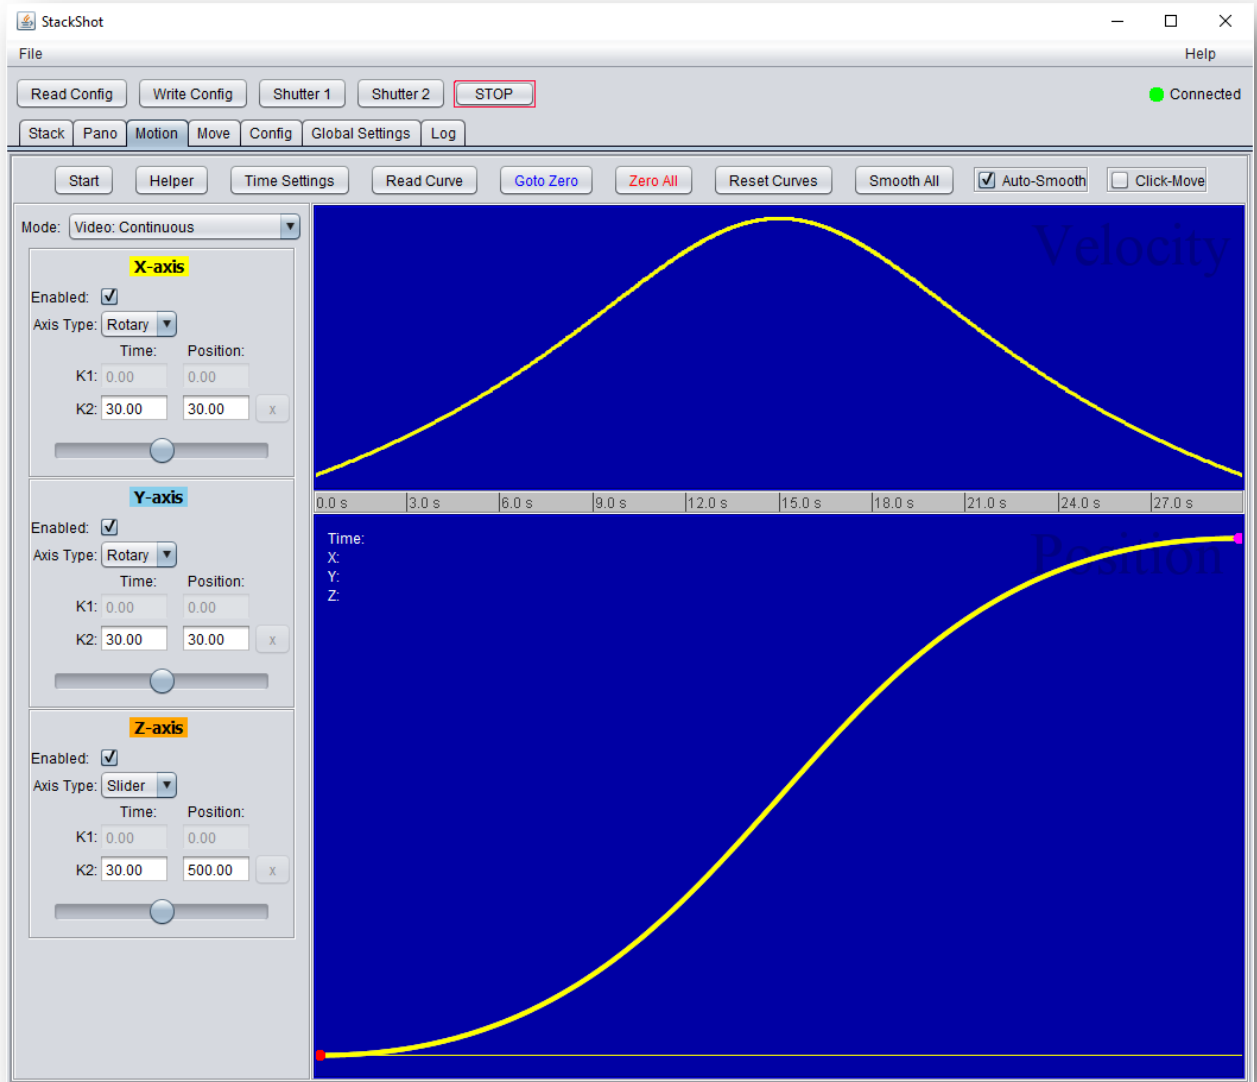 StackShot
File Help
Read Config Write Config Shutter 1 Shutter 2 STOP Connected
Stack Pano Motion Move Config Global Settings Log
Start Helper Time Settings Read Curve Goto Zero Zero All Reset Curves Smooth All Auto-Smooth Click-Move
Mode: Video: Continuous
X-axis
Enabled:
Axis Type: Rotary
Time: Position:
K1: 0.00 0.00
K2: 30.00 30.00 x
Y-axis
Enabled:
Axis Type: Rotary
Time: Position:
K1: 0.00 0.00
K2: 30.00 30.00 x
Z-axis
Enabled:
Axis Type: Slider
Time: Position:
K1: 0.00 0.00
K2: 30.00 500.00 x
Velocity
0.0 s 3.0 s 6.0 s 9.0 s 12.0 s 15.0 s 18.0 s 21.0 s 24.0 s 27.0 s
Position
Time:
X:
Y:
Z: